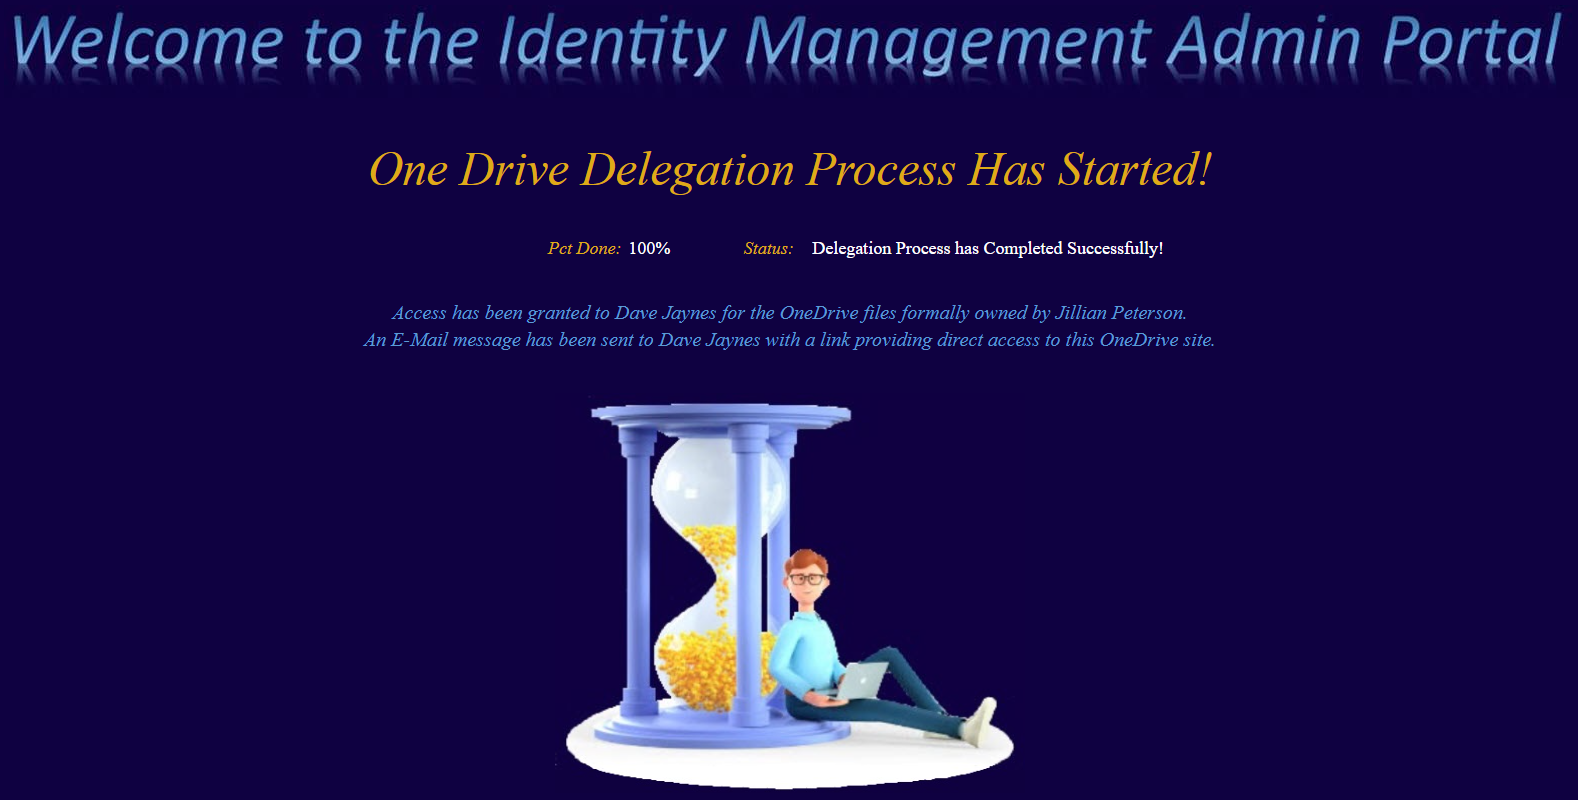 Welcome to the Identity Management Admin Portal
One Drive Delegation Process Has Started!
Pct Done: 100% Status: Delegation Process has Completed Successfully!
Access has been granted to Dave Jaynes for the OneDrive files formally owned by Jillian Peterson.
An E-Mail message has been sent to Dave Jaynes with a link providing direct access to this OneDrive site.